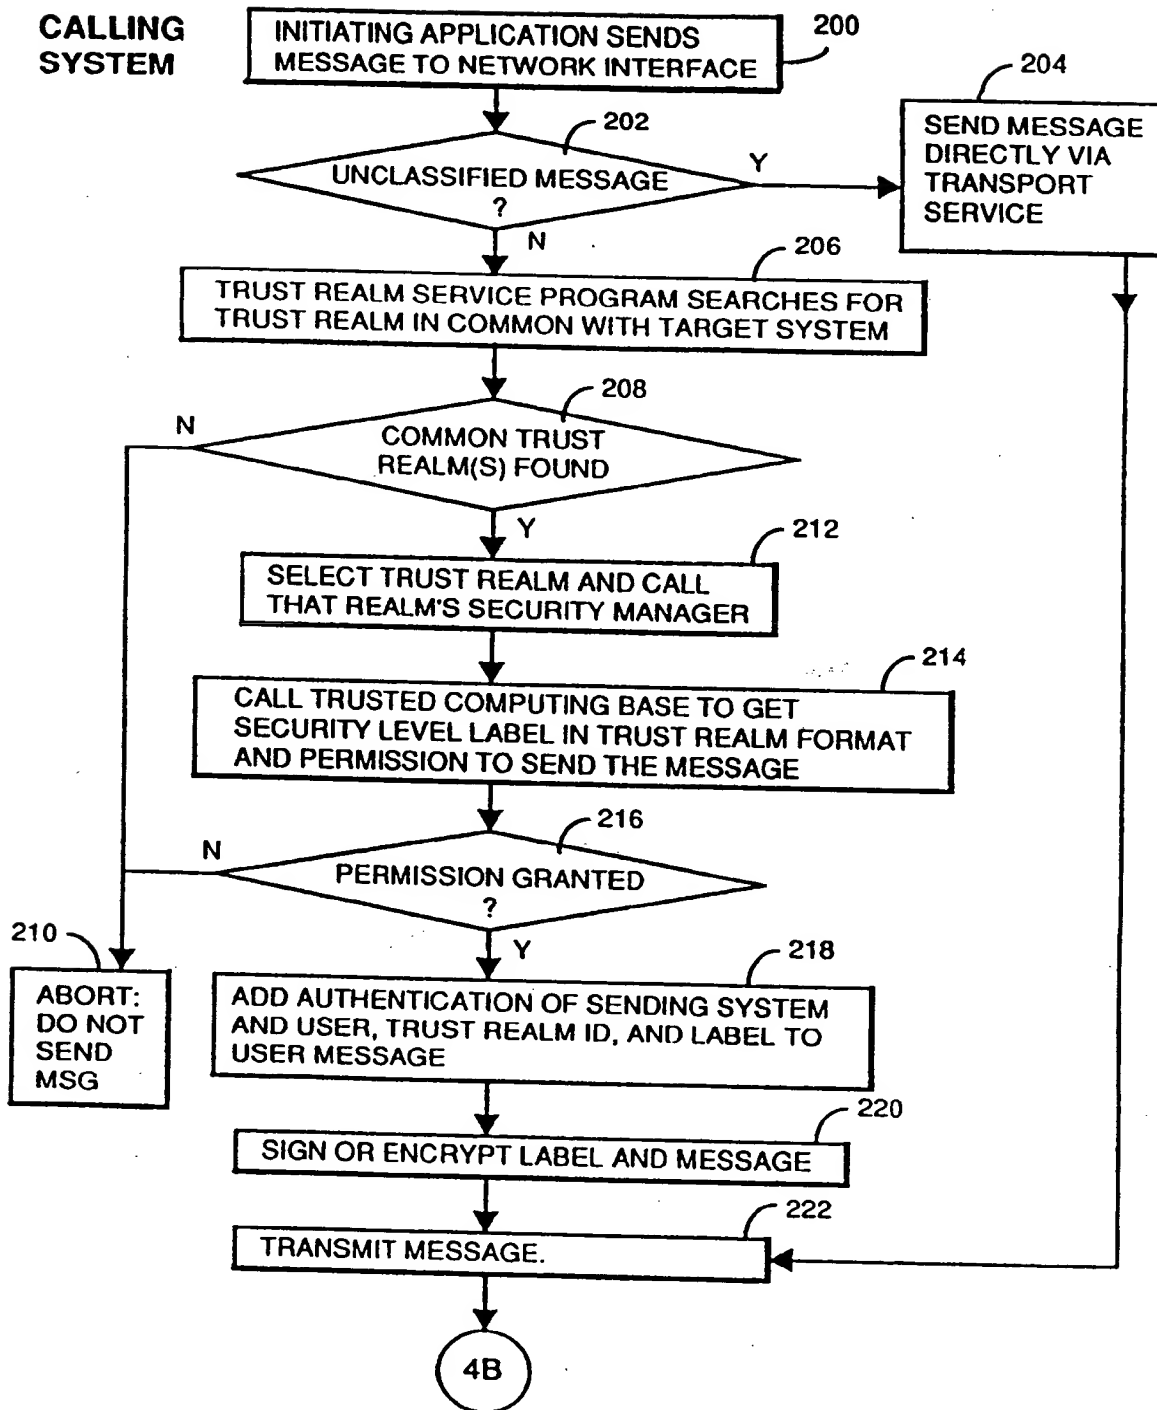 CALLING
SYSTEM
INITIATING APPLICATION SENDS
MESSAGE TO NETWORK INTERFACE
200
202
UNCLASSIFIED MESSAGE
?
Y
N
204
SEND MESSAGE
DIRECTLY VIA
TRANSPORT
SERVICE
206
TRUST REALM SERVICE PROGRAM SEARCHES FOR
TRUST REALM IN COMMON WITH TARGET SYSTEM
208
N
COMMON TRUST
REALM(S) FOUND
Y
212
SELECT TRUST REALM AND CALL
THAT REALM'S SECURITY MANAGER
214
CALL TRUSTED COMPUTING BASE TO GET
SECURITY LEVEL LABEL IN TRUST REALM FORMAT
AND PERMISSION TO SEND THE MESSAGE
216
N
PERMISSION GRANTED
?
Y
210
ABORT:
DO NOT
SEND
MSG
218
ADD AUTHENTICATION OF SENDING SYSTEM
AND USER, TRUST REALM ID, AND LABEL TO
USER MESSAGE
220
SIGN OR ENCRYPT LABEL AND MESSAGE
222
TRANSMIT MESSAGE.
4B